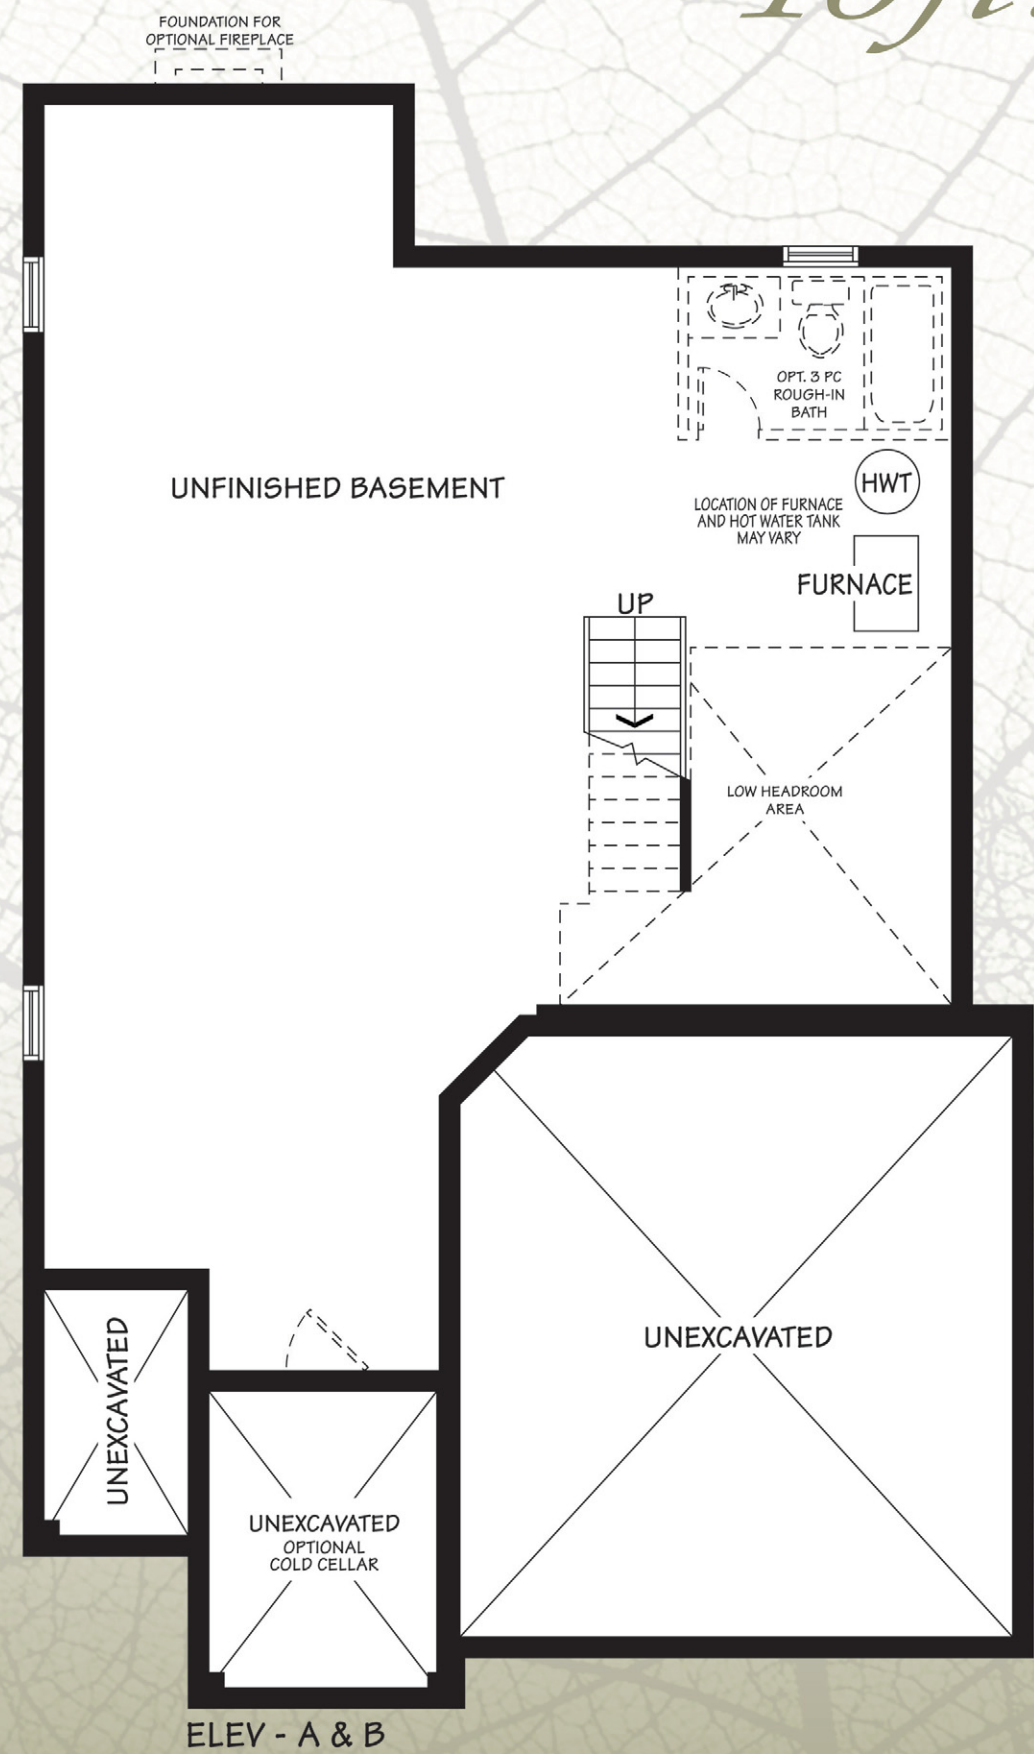 FOUNDATION FOR
OPTIONAL FIREPLACE
OPT. 3 PC
ROUGH-IN
BATH
UNFINISHED BASEMENT
HWT
LOCATION OF FURNACE
AND HOT WATER TANK
MAY VARY
FURNACE
UP
LOW HEADROOM
AREA
UNEXCAVATED
UNEXCAVATED
UNEXCAVATED
OPTIONAL
COLD CELLAR
ELEV - A & B